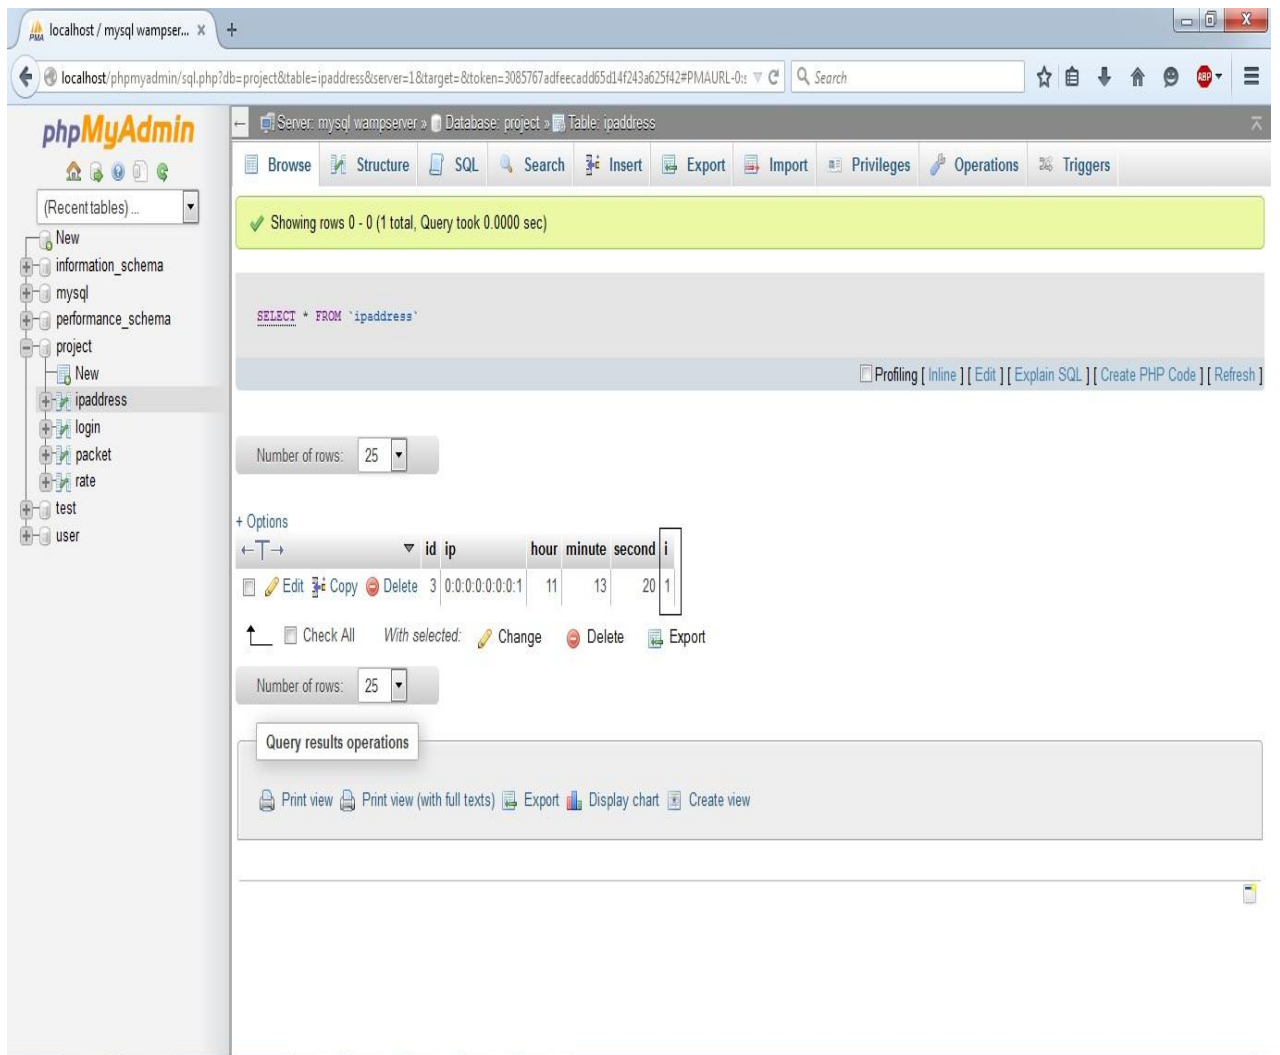 localhost / mysql wampser... x +
localhost/phpmyadmin/sql.php?db=project&table=ipaddress&server=1&target=&token=3085767adfeecadd65d14f243a625f42#PMAURL-0:s Search ABP
phpMyAdmin
(Recent tables) ...
New
information_schema
mysql
performance_schema
project
New
ipaddress
login
packet
rate
test
user
Server: mysql wampserver » Database: project » Table: ipaddress
Browse Structure SQL Search Insert Export Import Privileges Operations Triggers
Showing rows 0 - 0 (1 total, Query took 0.0000 sec)
SELECT * FROM `ipaddress`
Profiling [ Inline ] [ Edit ] [ Explain SQL ] [ Create PHP Code ] [ Refresh ]
Number of rows: 25
+ Options
←T→ id ip hour minute second i
Edit Copy Delete 3 0:0:0:0:0:0:0:1 11 13 20 1
Check All With selected: Change Delete Export
Number of rows: 25
Query results operations
Print view Print view (with full texts) Export Display chart Create view